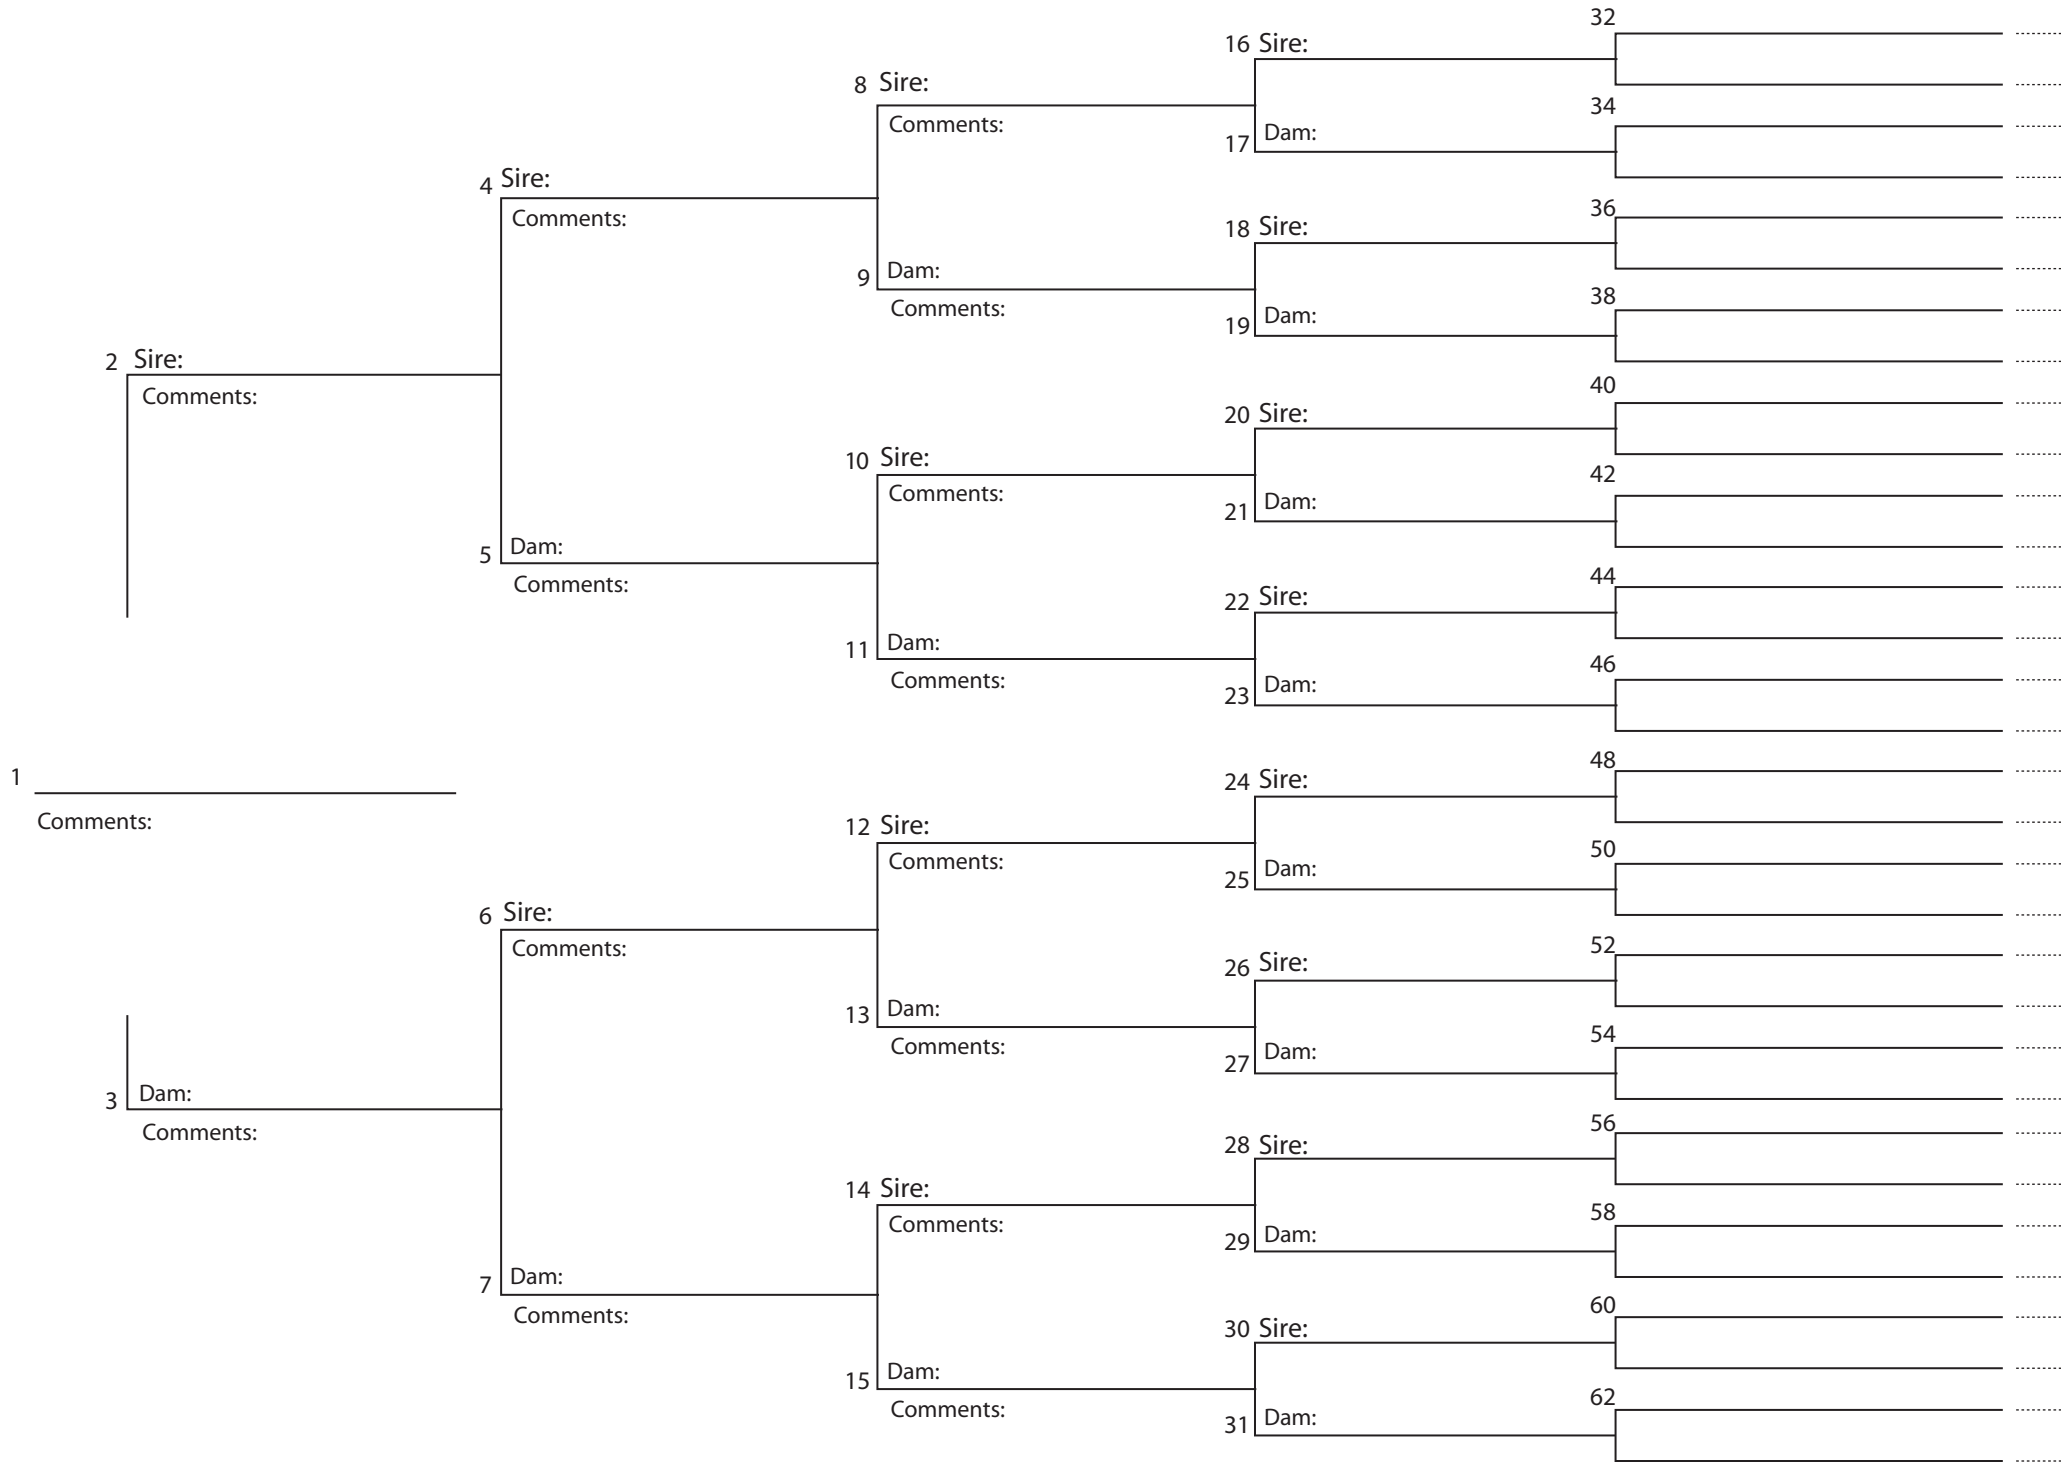 32
16 Sire:
8 Sire:
34
Comments:
17 Dam:
4 Sire:
36
Comments:
18 Sire:
9 Dam:
38
Comments:
19 Dam:
2 Sire:
40
Comments:
20 Sire:
10 Sire:
42
Comments:
21 Dam:
5 Dam:
44
Comments:
22 Sire:
11 Dam:
46
Comments:
23 Dam:
48
1
24 Sire:
Comments:
12 Sire:
50
Comments:
25 Dam:
6 Sire:
52
Comments:
26 Sire:
13 Dam:
54
Comments:
27 Dam:
3 Dam:
56
Comments:
28 Sire:
14 Sire:
58
Comments:
29 Dam:
7 Dam:
60
Comments:
30 Sire:
15 Dam:
62
Comments:
31 Dam: